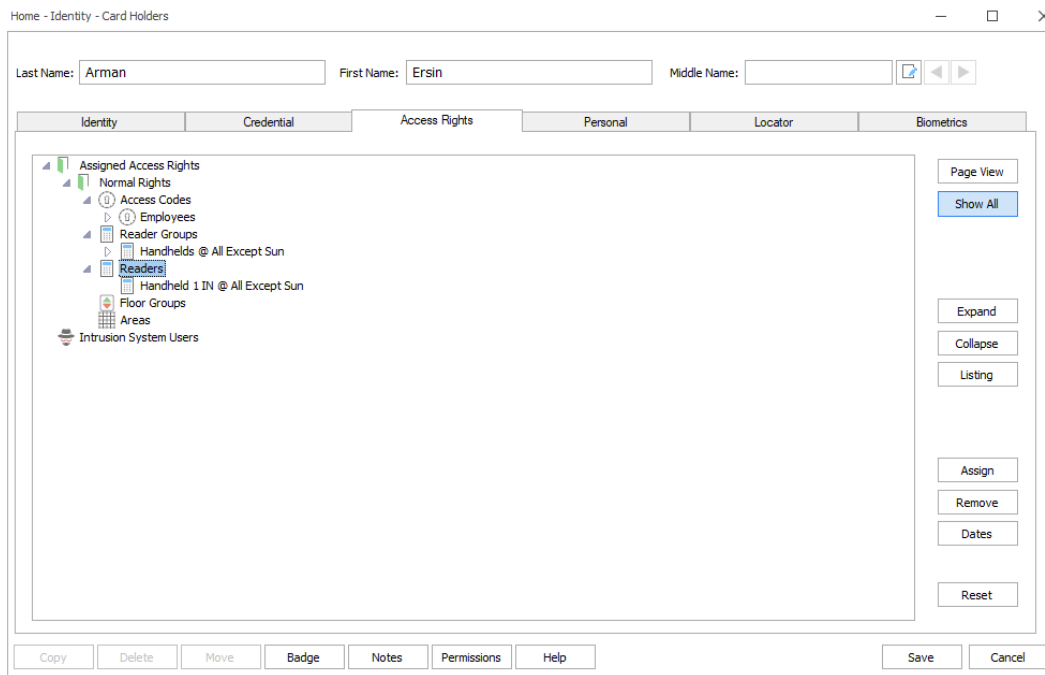 Home - Identity - Card Holders
Last Name: Arman First Name: Ersin Middle Name:
Identity Credential Access Rights Personal Locator Biometrics
Assigned Access Rights
Normal Rights
Access Codes
Employees
Reader Groups
Handhelds @ All Except Sun
Readers
Handheld 1 IN @ All Except Sun
Floor Groups
Areas
Intrusion System Users
Page View
Show All
Expand
Collapse
Listing
Assign
Remove
Dates
Reset
Copy Delete Move Badge Notes Permissions Help Save Cancel